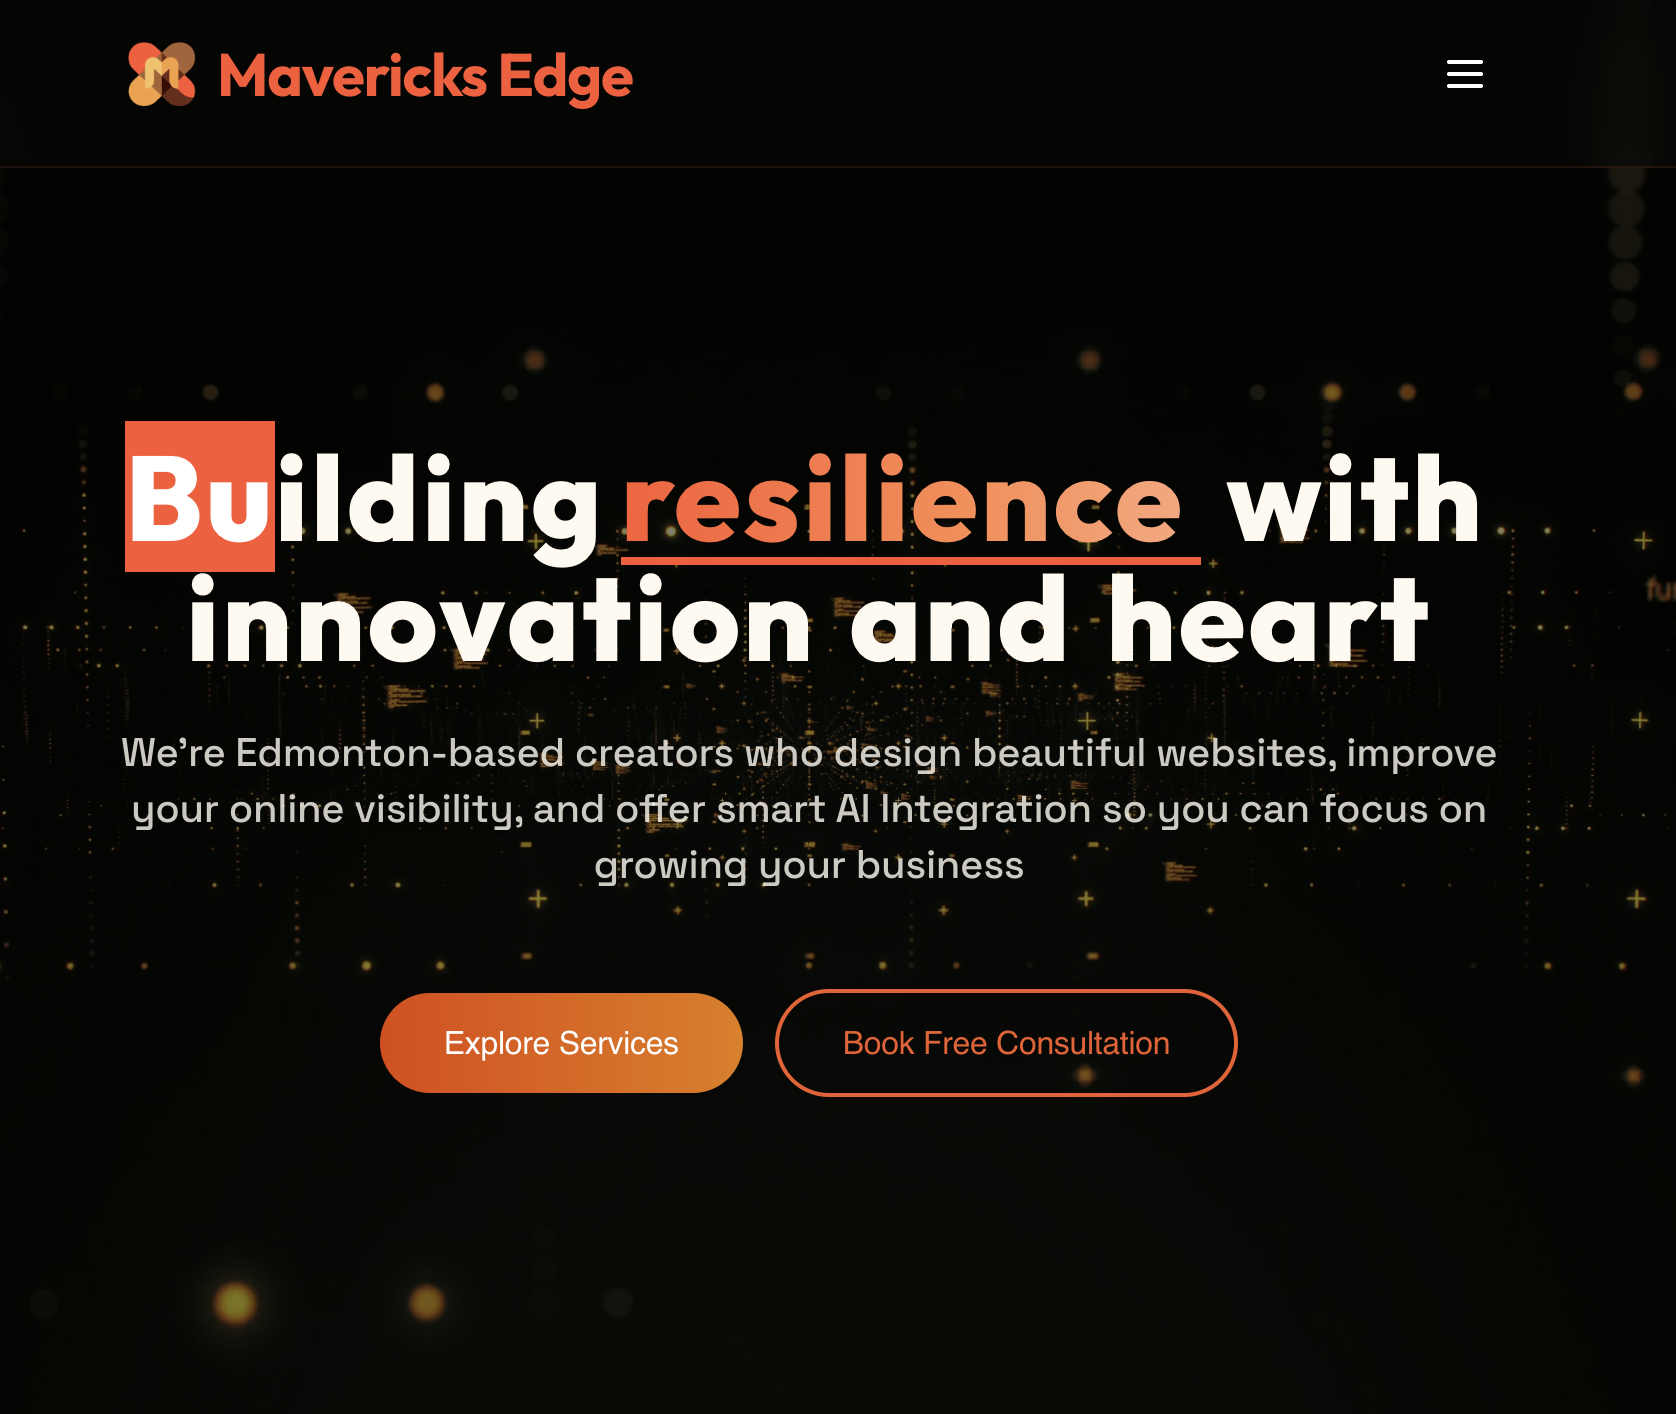 Mavericks Edge
Building resilience with
innovation and heart
We're Edmonton-based creators who design beautiful websites, improve
your online visibility, and offer smart AI Integration so you can focus on
growing your business
Explore Services
Book Free Consultation